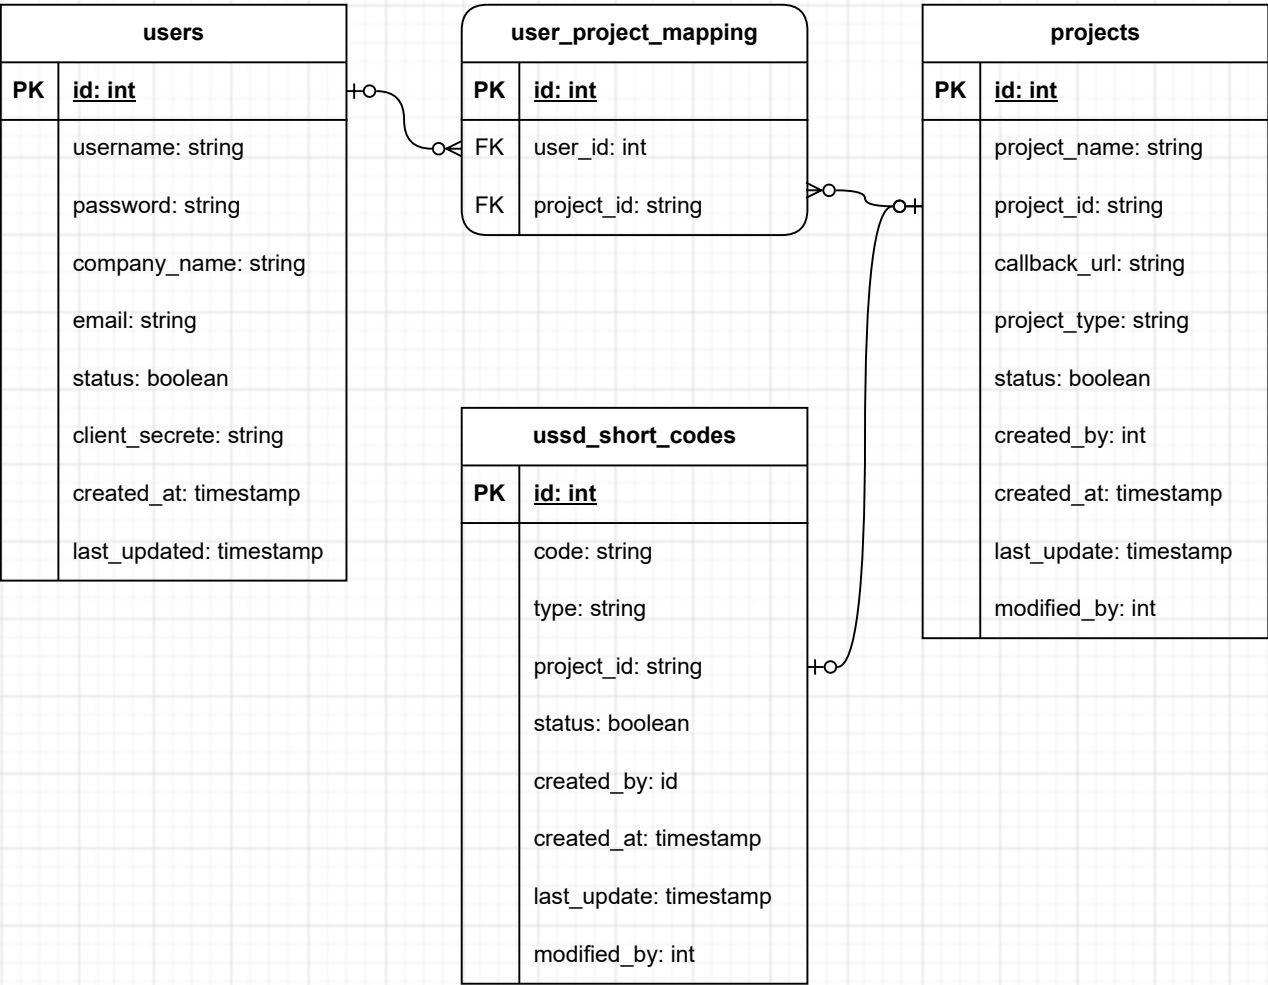 users
PK id: int
username: string
password: string
company_name: string
email: string
status: boolean
client_secrete: string
created_at: timestamp
last_updated: timestamp
user_project_mapping
PK id: int
FK user_id: int
FK project_id: string
projects
PK id: int
project_name: string
project_id: string
callback_url: string
project_type: string
status: boolean
created_by: int
created_at: timestamp
last_update: timestamp
modified_by: int
ussd_short_codes
PK id: int
code: string
type: string
project_id: string
status: boolean
created_by: id
created_at: timestamp
last_update: timestamp
modified_by: int